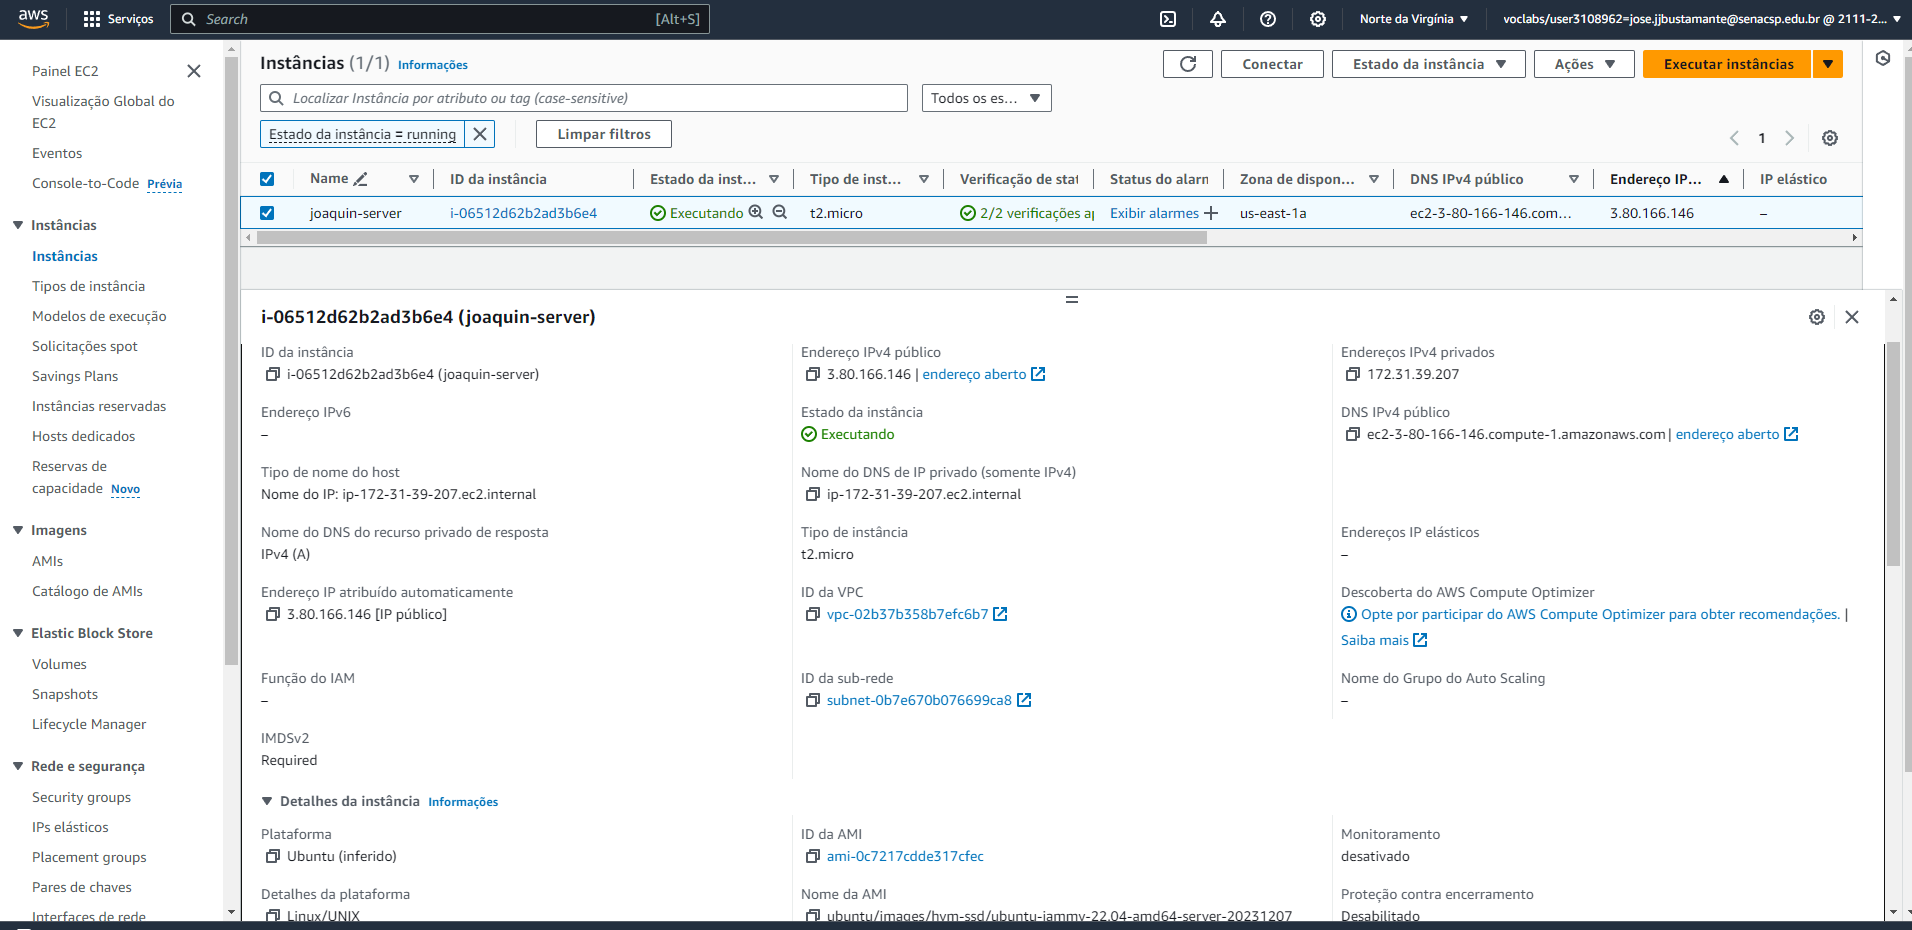 aws
Serviços
Search
[Alt+S]
Norte da Virgínia
voclabs/user3108962=jose.jjbustamante@senacsp.edu.br @ 2111-2...
Painel EC2
Visualização Global do
EC2
Eventos
Console-to-Code Prévia
Instâncias
Instâncias
Tipos de instância
Modelos de execução
Solicitações spot
Savings Plans
Instâncias reservadas
Hosts dedicados
Reservas de
capacidade Novo
Imagens
AMIs
Catálogo de AMIs
Elastic Block Store
Volumes
Snapshots
Lifecycle Manager
Rede e segurança
Security groups
IPs elásticos
Placement groups
Pares de chaves
Interfaces de rede
Instâncias (1/1) Informações
Conectar
Estado da instância
Ações
Executar instâncias
Localizar Instância por atributo ou tag (case-sensitive)
Todos os es...
Estado da instância = running
Limpar filtros
1
Name
ID da instância
Estado da inst...
Tipo de inst...
Verificação de stat
Status do alarn
Zona de dispon...
DNS IPv4 público
Endereço IP...
IP elástico
joaquin-server
i-06512d62b2ad3b6e4
Executando
t2.micro
2/2 verificações a
Exibir alarmes
us-east-1a
ec2-3-80-166-146.com...
3.80.166.146
–
i-06512d62b2ad3b6e4 (joaquin-server)
ID da instância
i-06512d62b2ad3b6e4 (joaquin-server)
Endereço IPv4 público
3.80.166.146 | endereço aberto
Endereços IPv4 privados
172.31.39.207
Endereço IPv6
–
Estado da instância
Executando
DNS IPv4 público
ec2-3-80-166-146.compute-1.amazonaws.com | endereço aberto
Tipo de nome do host
Nome do IP: ip-172-31-39-207.ec2.internal
Nome do DNS de IP privado (somente IPv4)
ip-172-31-39-207.ec2.internal
Nome do DNS do recurso privado de resposta
IPv4 (A)
Tipo de instância
t2.micro
Endereços IP elásticos
–
Endereço IP atribuído automaticamente
3.80.166.146 [IP público]
ID da VPC
vpc-02b37b358b7efc6b7
Descoberta do AWS Compute Optimizer
Opte por participar do AWS Compute Optimizer para obter recomendações. |
Saiba mais
Função do IAM
–
ID da sub-rede
subnet-0b7e670b076699ca8
Nome do Grupo do Auto Scaling
–
IMDSv2
Required
Detalhes da instância Informações
Plataforma
Ubuntu (inferido)
ID da AMI
ami-0c7217cdde317cfec
Monitoramento
desativado
Detalhes da plataforma
Linux/UNIX
Nome da AMI
ubuntu/images/hvm-ssd/ubuntu-jammy-22.04-amd64-server-20231207
Proteção contra encerramento
Desabilitado